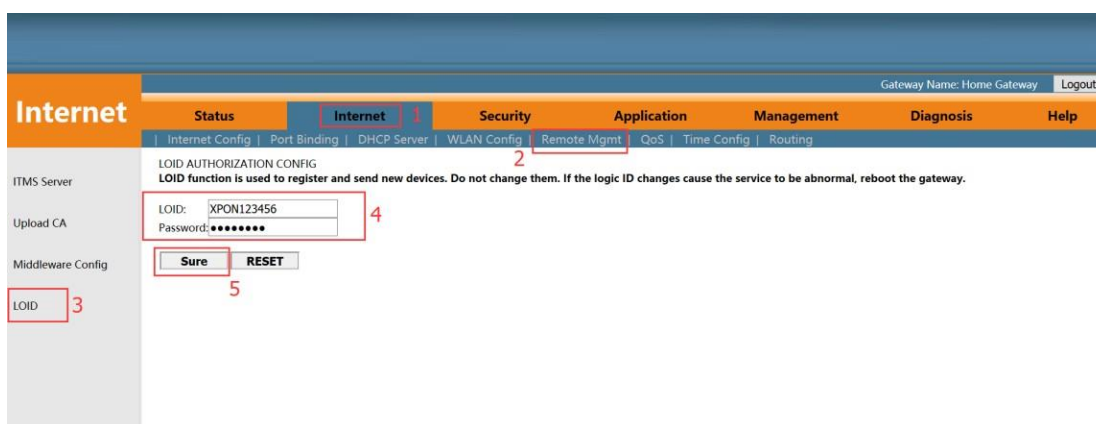 Gateway Name: Home Gateway Logout
Internet
Status Internet 1 Security Application Management Diagnosis Help
| Internet Config | Port Binding | DHCP Server | WLAN Config | Remote Mgmt | QoS | Time Config | Routing
2
LOID AUTHORIZATION CONFIG
LOID function is used to register and send new devices. Do not change them. If the logic ID changes cause the service to be abnormal, reboot the gateway.
ITMS Server
Upload CA
Middleware Config
LOID 3
LOID: XPON123456
Password: ●●●●●●●●
4
Sure RESET
5